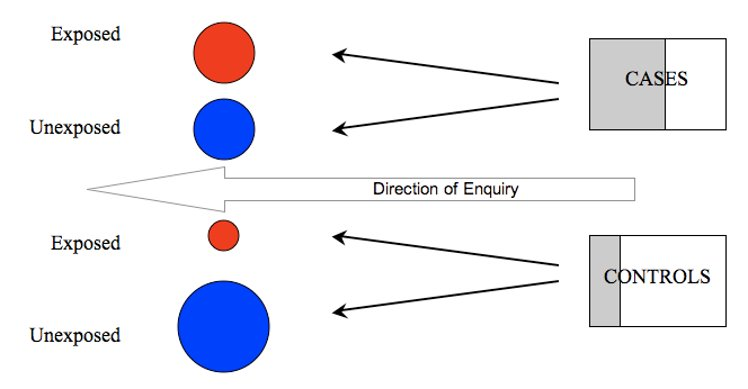 Exposed
CASES
Unexposed
Direction of Enquiry
Exposed
CONTROLS
Unexposed